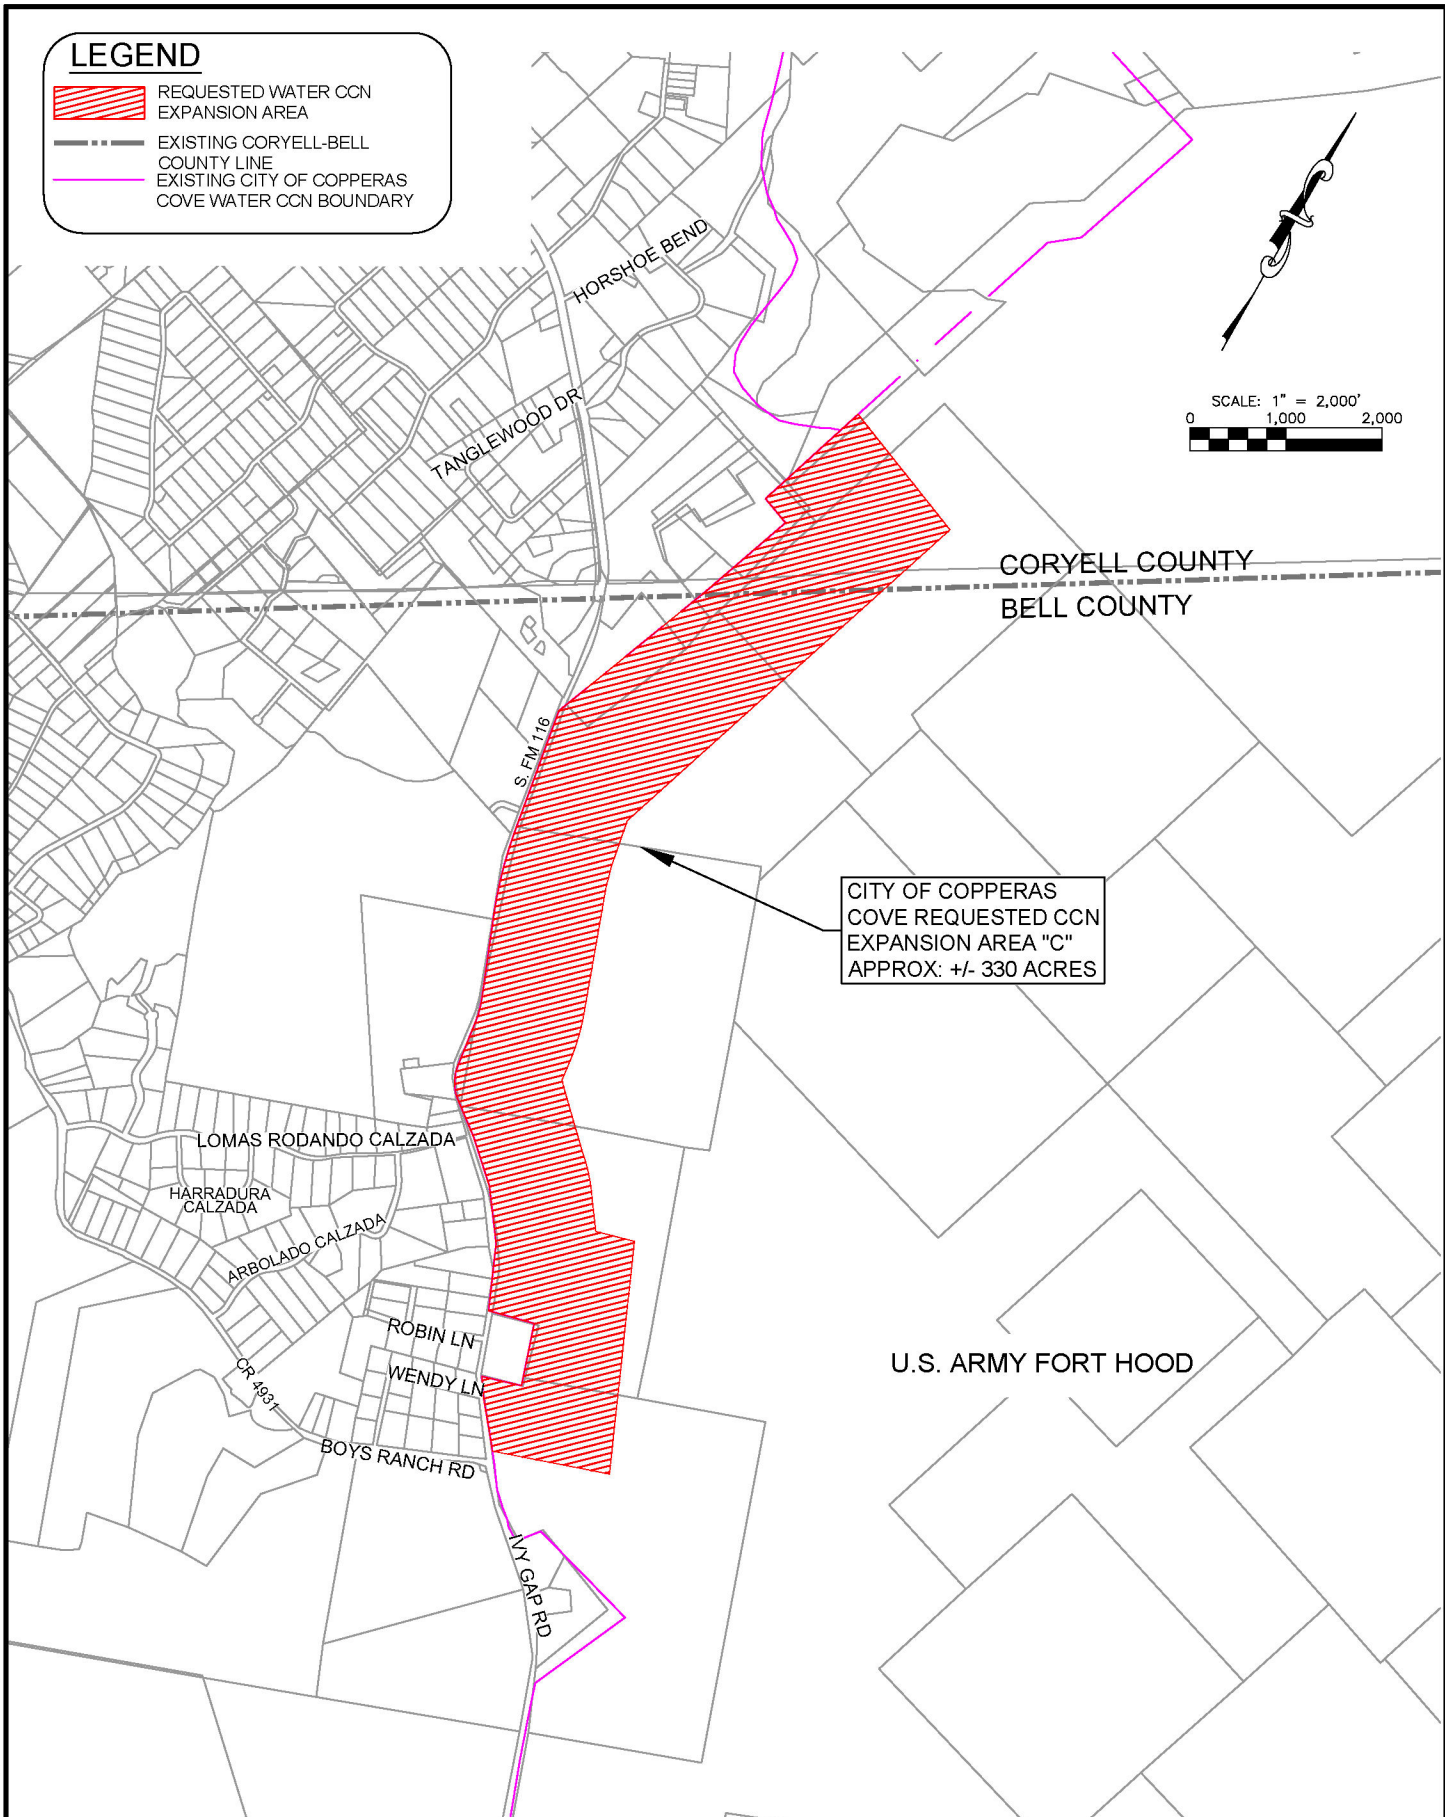 LEGEND
REQUESTED WATER CCN
EXPANSION AREA
EXISTING CORYELL-BELL
COUNTY LINE
EXISTING CITY OF COPPERAS
COVE WATER CCN BOUNDARY
HORSHOE BEND
TANGLEWOOD DR
SCALE: 1" = 2,000'
0 1,000 2,000
CORYELL COUNTY
BELL COUNTY
S. FM 116
CITY OF COPPERAS
COVE REQUESTED CCN
EXPANSION AREA "C"
APPROX: +/- 330 ACRES
LOMAS RODANDO CALZADA
HARRADURA
CALZADA
ARBOLADO CALZADA
ROBIN LN
WENDY LN
CR 4931
BOYS RANCH RD
U.S. ARMY FORT HOOD
IVY GAP RD